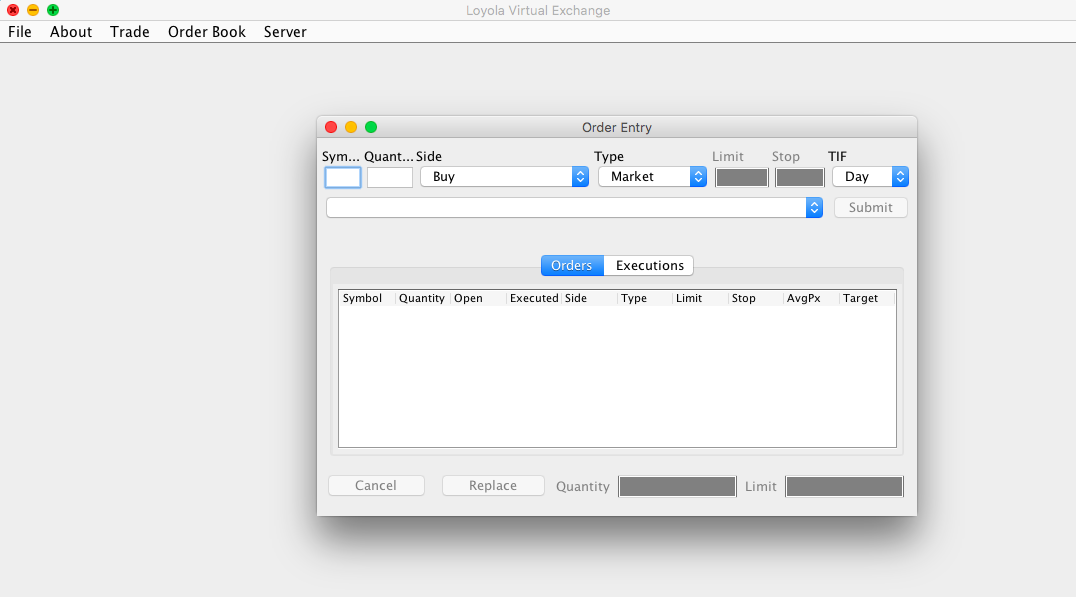 Loyola Virtual Exchange
File About Trade Order Book Server
Order Entry
Sym... Quant... Side Type Limit Stop TIF
Buy Market Day
Submit
Orders Executions
Symbol Quantity Open Executed Side Type Limit Stop AvgPx Target
Cancel Replace Quantity Limit